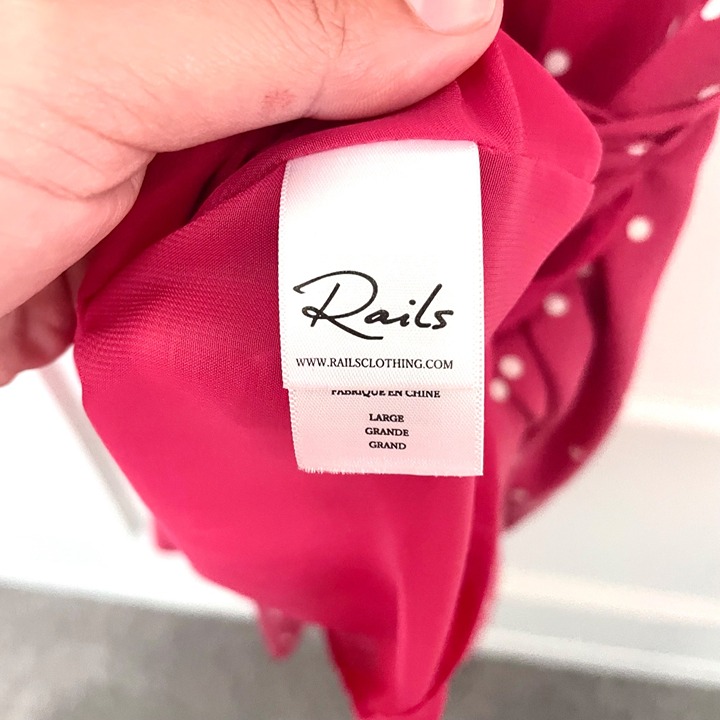 Rails
WWW.RAILSCLOTHING.COM
FABRIQUE EN CHINE
LARGE
GRANDE
GRAND